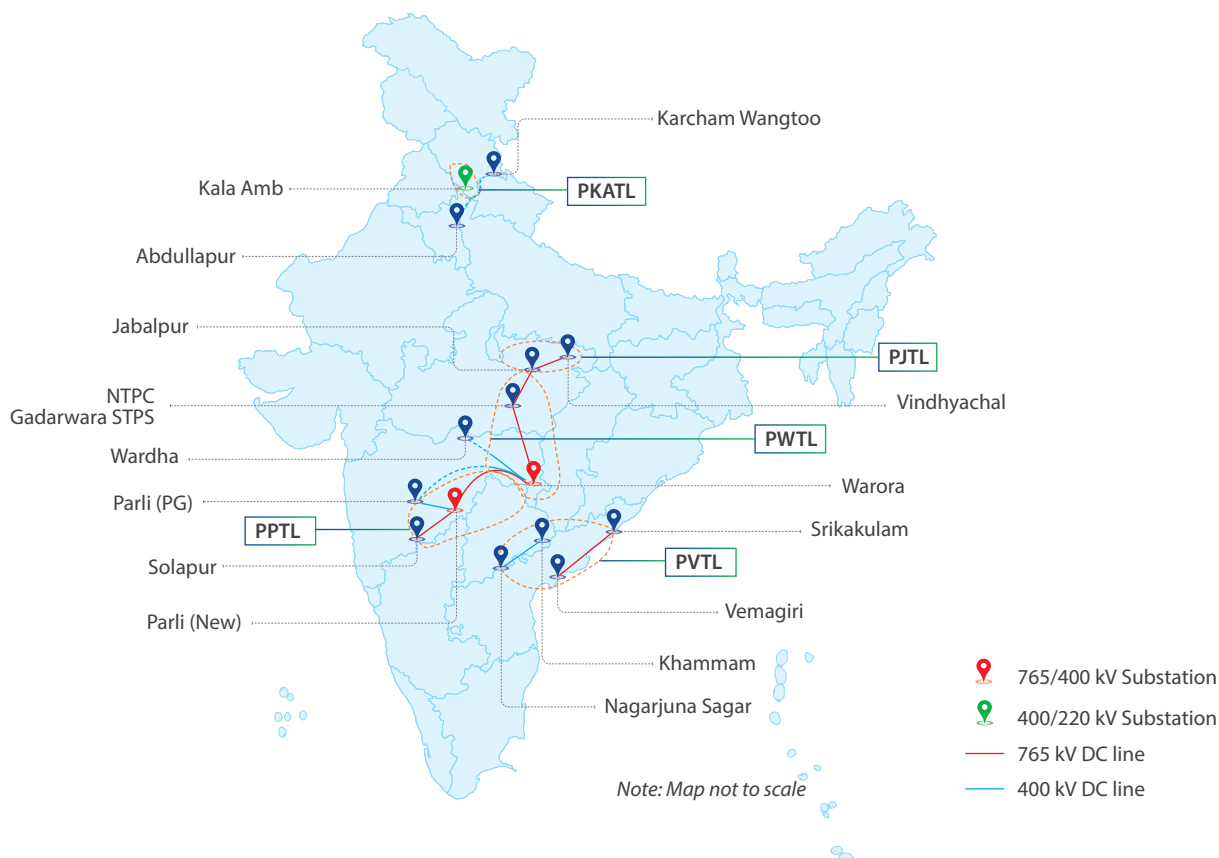 Karcham Wangtoo
Kala Amb
PKATL
Abdullapur
Jabalpur
PJTL
NTPC
Gadarwara STPS
Vindhyachal
PWTL
Wardha
Warora
Parli (PG)
PPTL
Srikakulam
Solapur
PVTL
Vemagiri
Parli (New)
Khammam
Nagarjuna Sagar
765/400 kV Substation
400/220 kV Substation
765 kV DC line
400 kV DC line
Note: Map not to scale